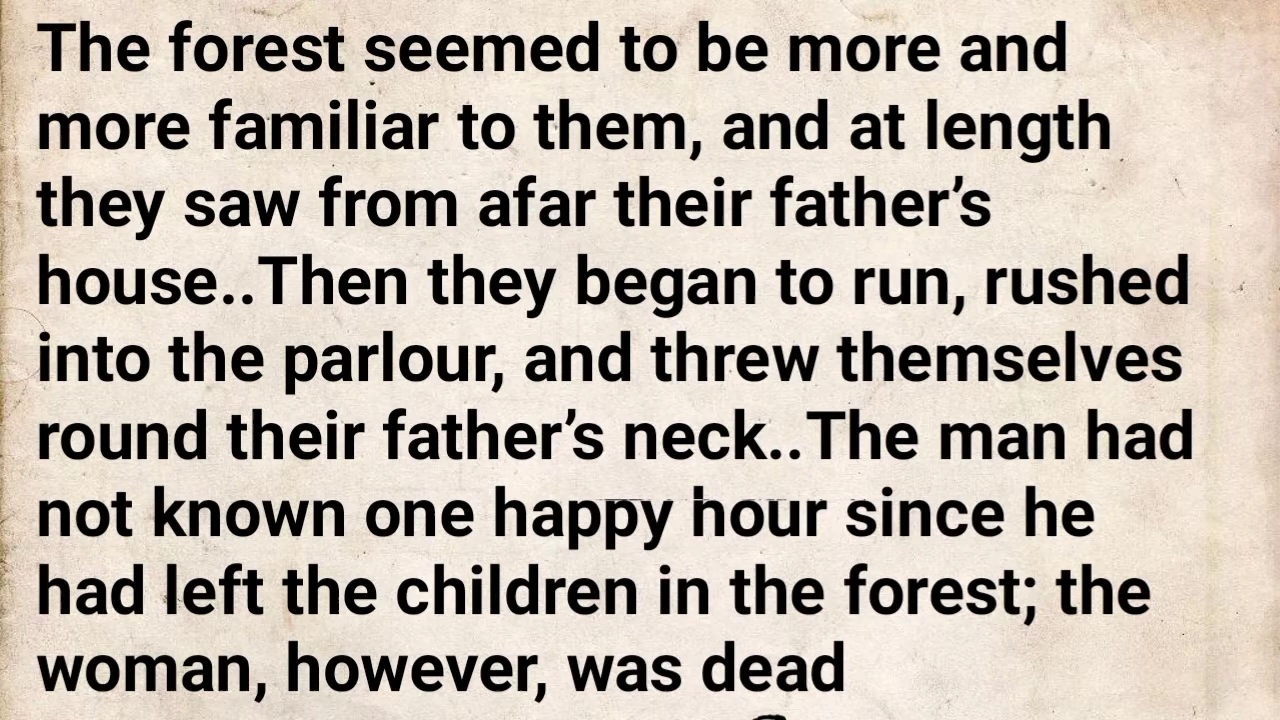 The forest seemed to be more and
more familiar to them, and at length
they saw from afar their father’s
house..Then they began to run, rushed
into the parlour, and threw themselves
round their father’s neck..The man had
not known one happy hour since he
had left the children in the forest; the
woman, however, was dead